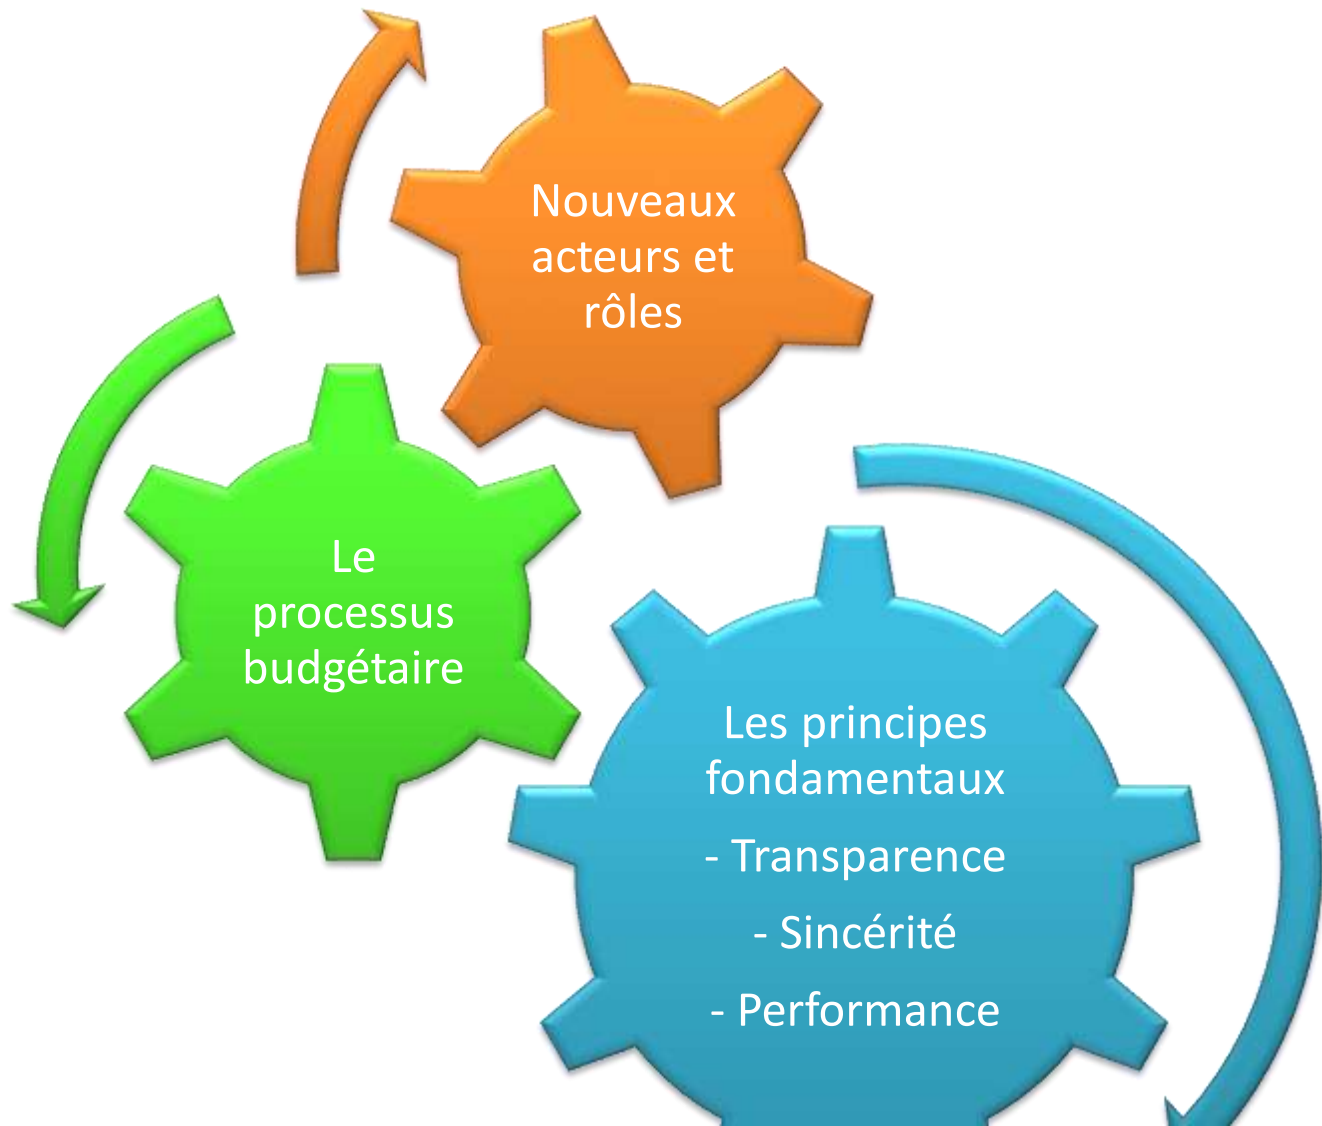 Nouveaux
acteurs et
rôles
Le
processus
budgétaire
Les principes
fondamentaux
- Transparence
- Sincérité
- Performance